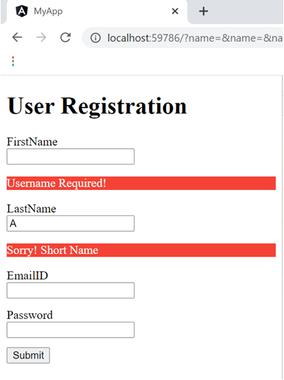 MyApp
localhost:59786/?name=&name=&na
User Registration
FirstName
Username Required!
LastName
A
Sorry! Short Name
EmailID
Password
Submit